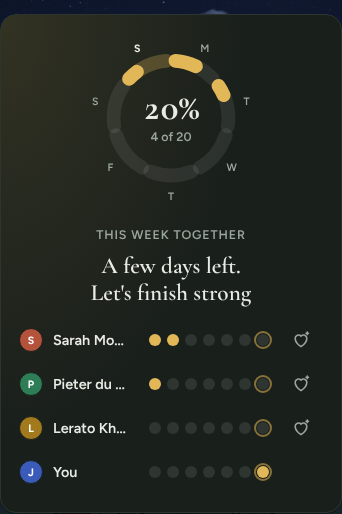 S
M
S
T
20%
4 of 20
F
W
T
THIS WEEK TOGETHER
A few days left.
Let's finish strong
S Sarah Mo...
P Pieter du ...
L Lerato Kh...
J You